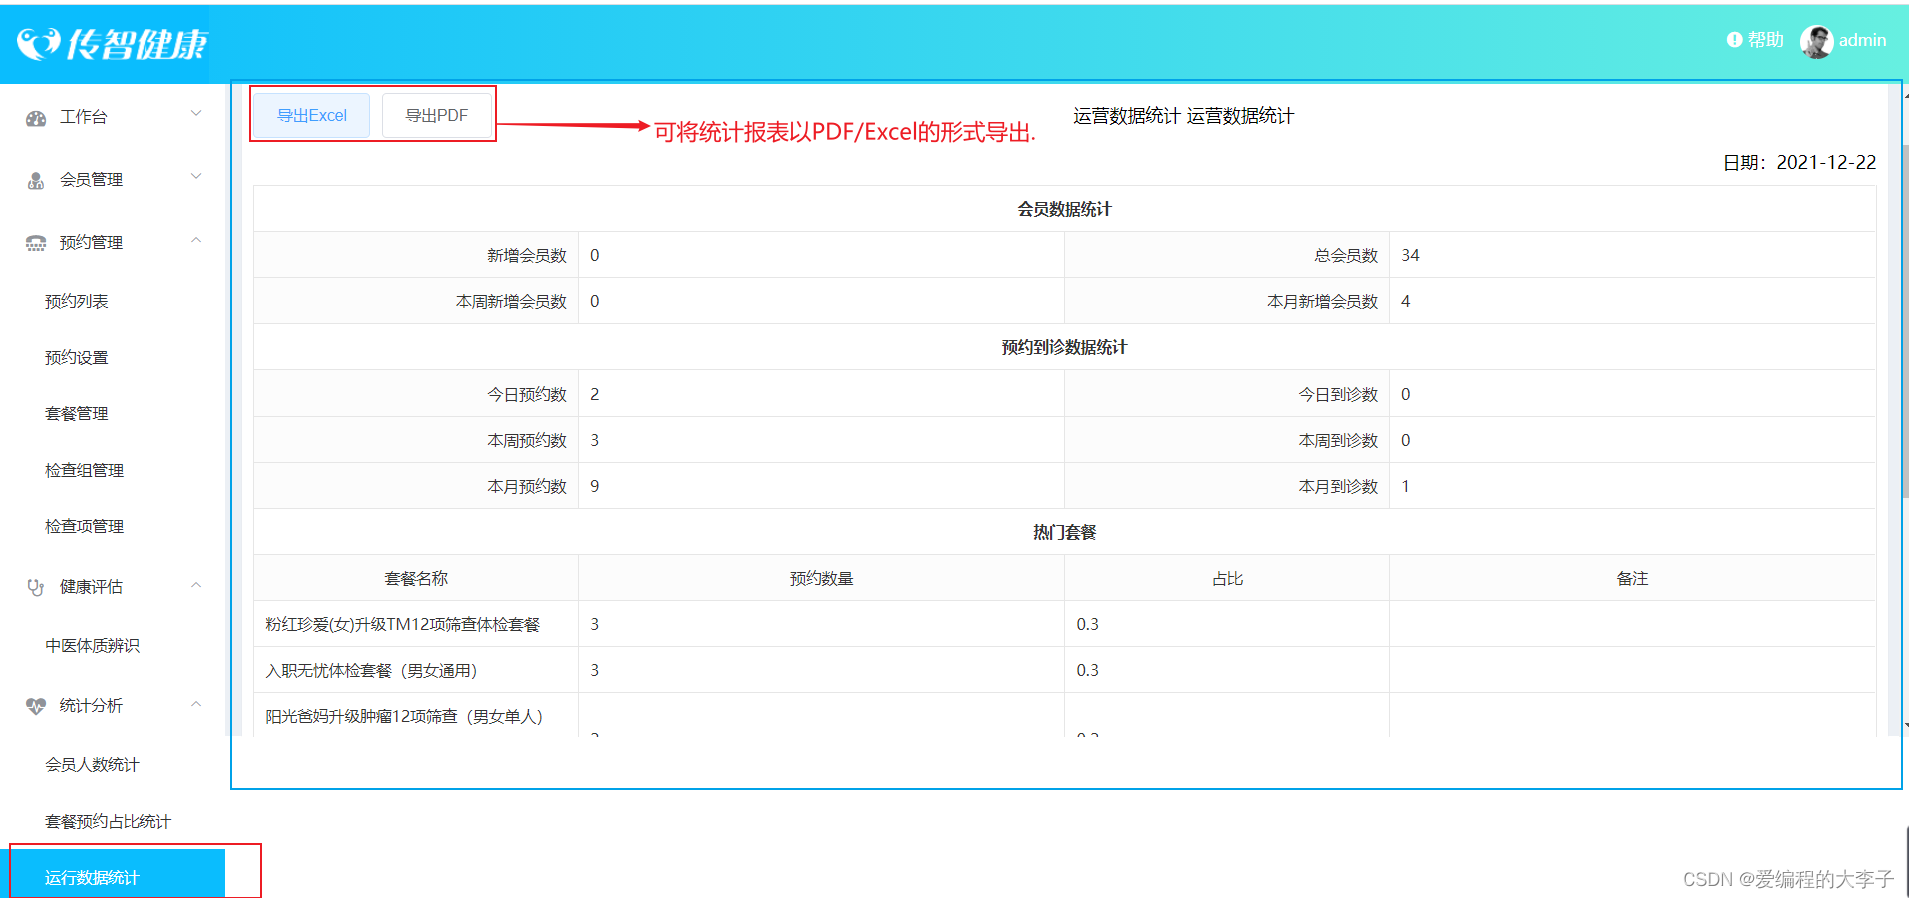 传智健康
帮助 admin
工作台
会员管理
预约管理
预约列表
预约设置
套餐管理
检查组管理
检查项管理
健康评估
中医体质辨识
统计分析
会员人数统计
套餐预约占比统计
运行数据统计
导出Excel 导出PDF
可将统计报表以PDF/Excel的形式导出.
运营数据统计 运营数据统计
日期：2021-12-22
会员数据统计
新增会员数 0 总会员数 34
本周新增会员数 0 本月新增会员数 4
预约到诊数据统计
今日预约数 2 今日到诊数 0
本周预约数 3 本周到诊数 0
本月预约数 9 本月到诊数 1
热门套餐
套餐名称 预约数量 占比 备注
粉红珍爱(女)升级TM12项筛查体检套餐 3 0.3
入职无忧体检套餐（男女通用） 3 0.3
阳光爸妈升级肿瘤12项筛查（男女单人）
CSDN @爱编程的大李子